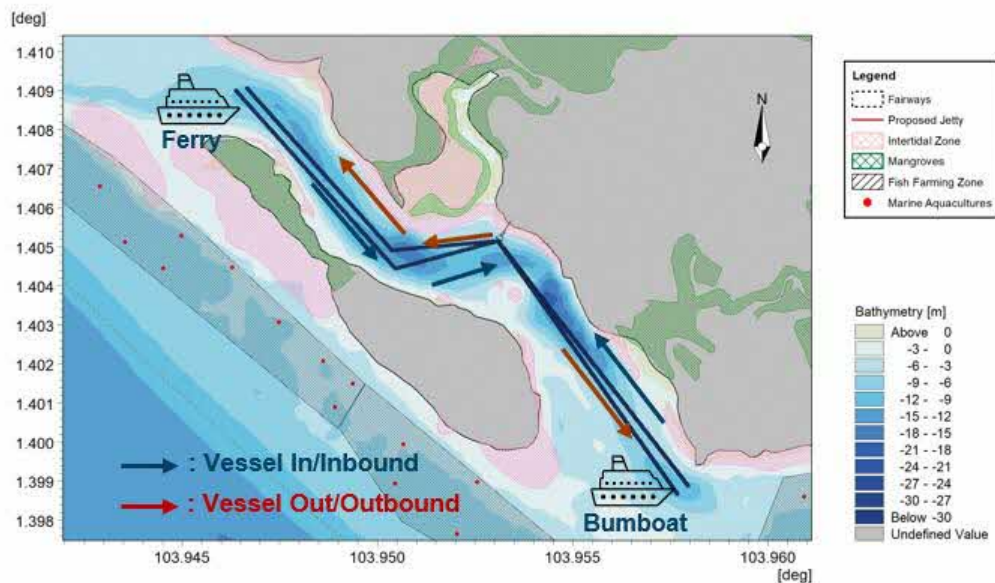 [deg]
1.410
1.409
1.408
1.407
1.406
1.405
1.404
1.403
1.402
1.401
1.400
1.399
1.398
Ferry
N
: Vessel In/Inbound
: Vessel Out/Outbound
Bumboat
103.945
103.950
103.955
103.960
[deg]
Legend
Fairways
Proposed Jetty
Intertidal Zone
Mangroves
Fish Farming Zone
Marine Aquacultures
Bathymetry [m]
Above 0
-3 - 0
-6 - -3
-9 - -6
-12 - -9
-15 - -12
-18 - -15
-21 - -18
-24 - -21
-27 - -24
-30 - -27
Below -30
Undefined Value